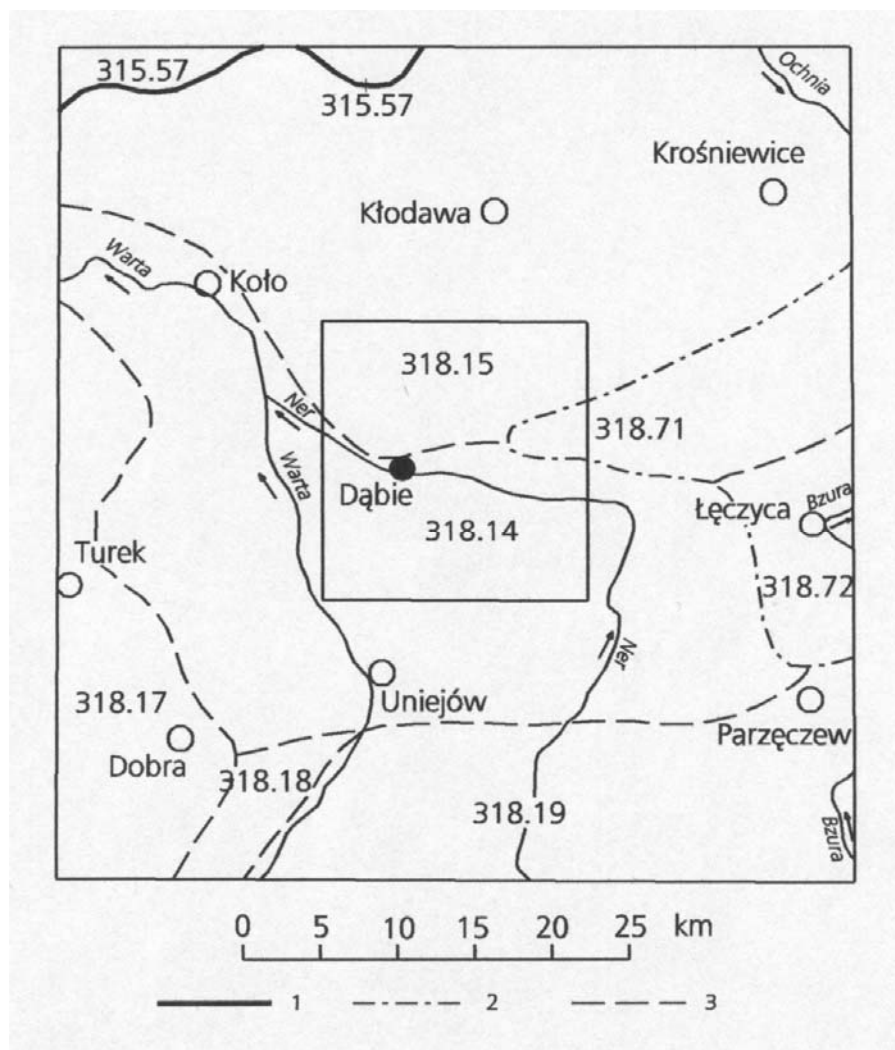 315.57
315.57
Ochnia
Krośniewice
Kłodawa
Warta
Koło
318.15
Ner
318.71
Warta
Dąbie
Łęczyca
Bzura
318.14
Turek
318.72
Ner
Uniejów
318.17
Parzęczew
Dobra
318.18
318.19
Bzura
0 5 10 15 20 25 km
1 2 3